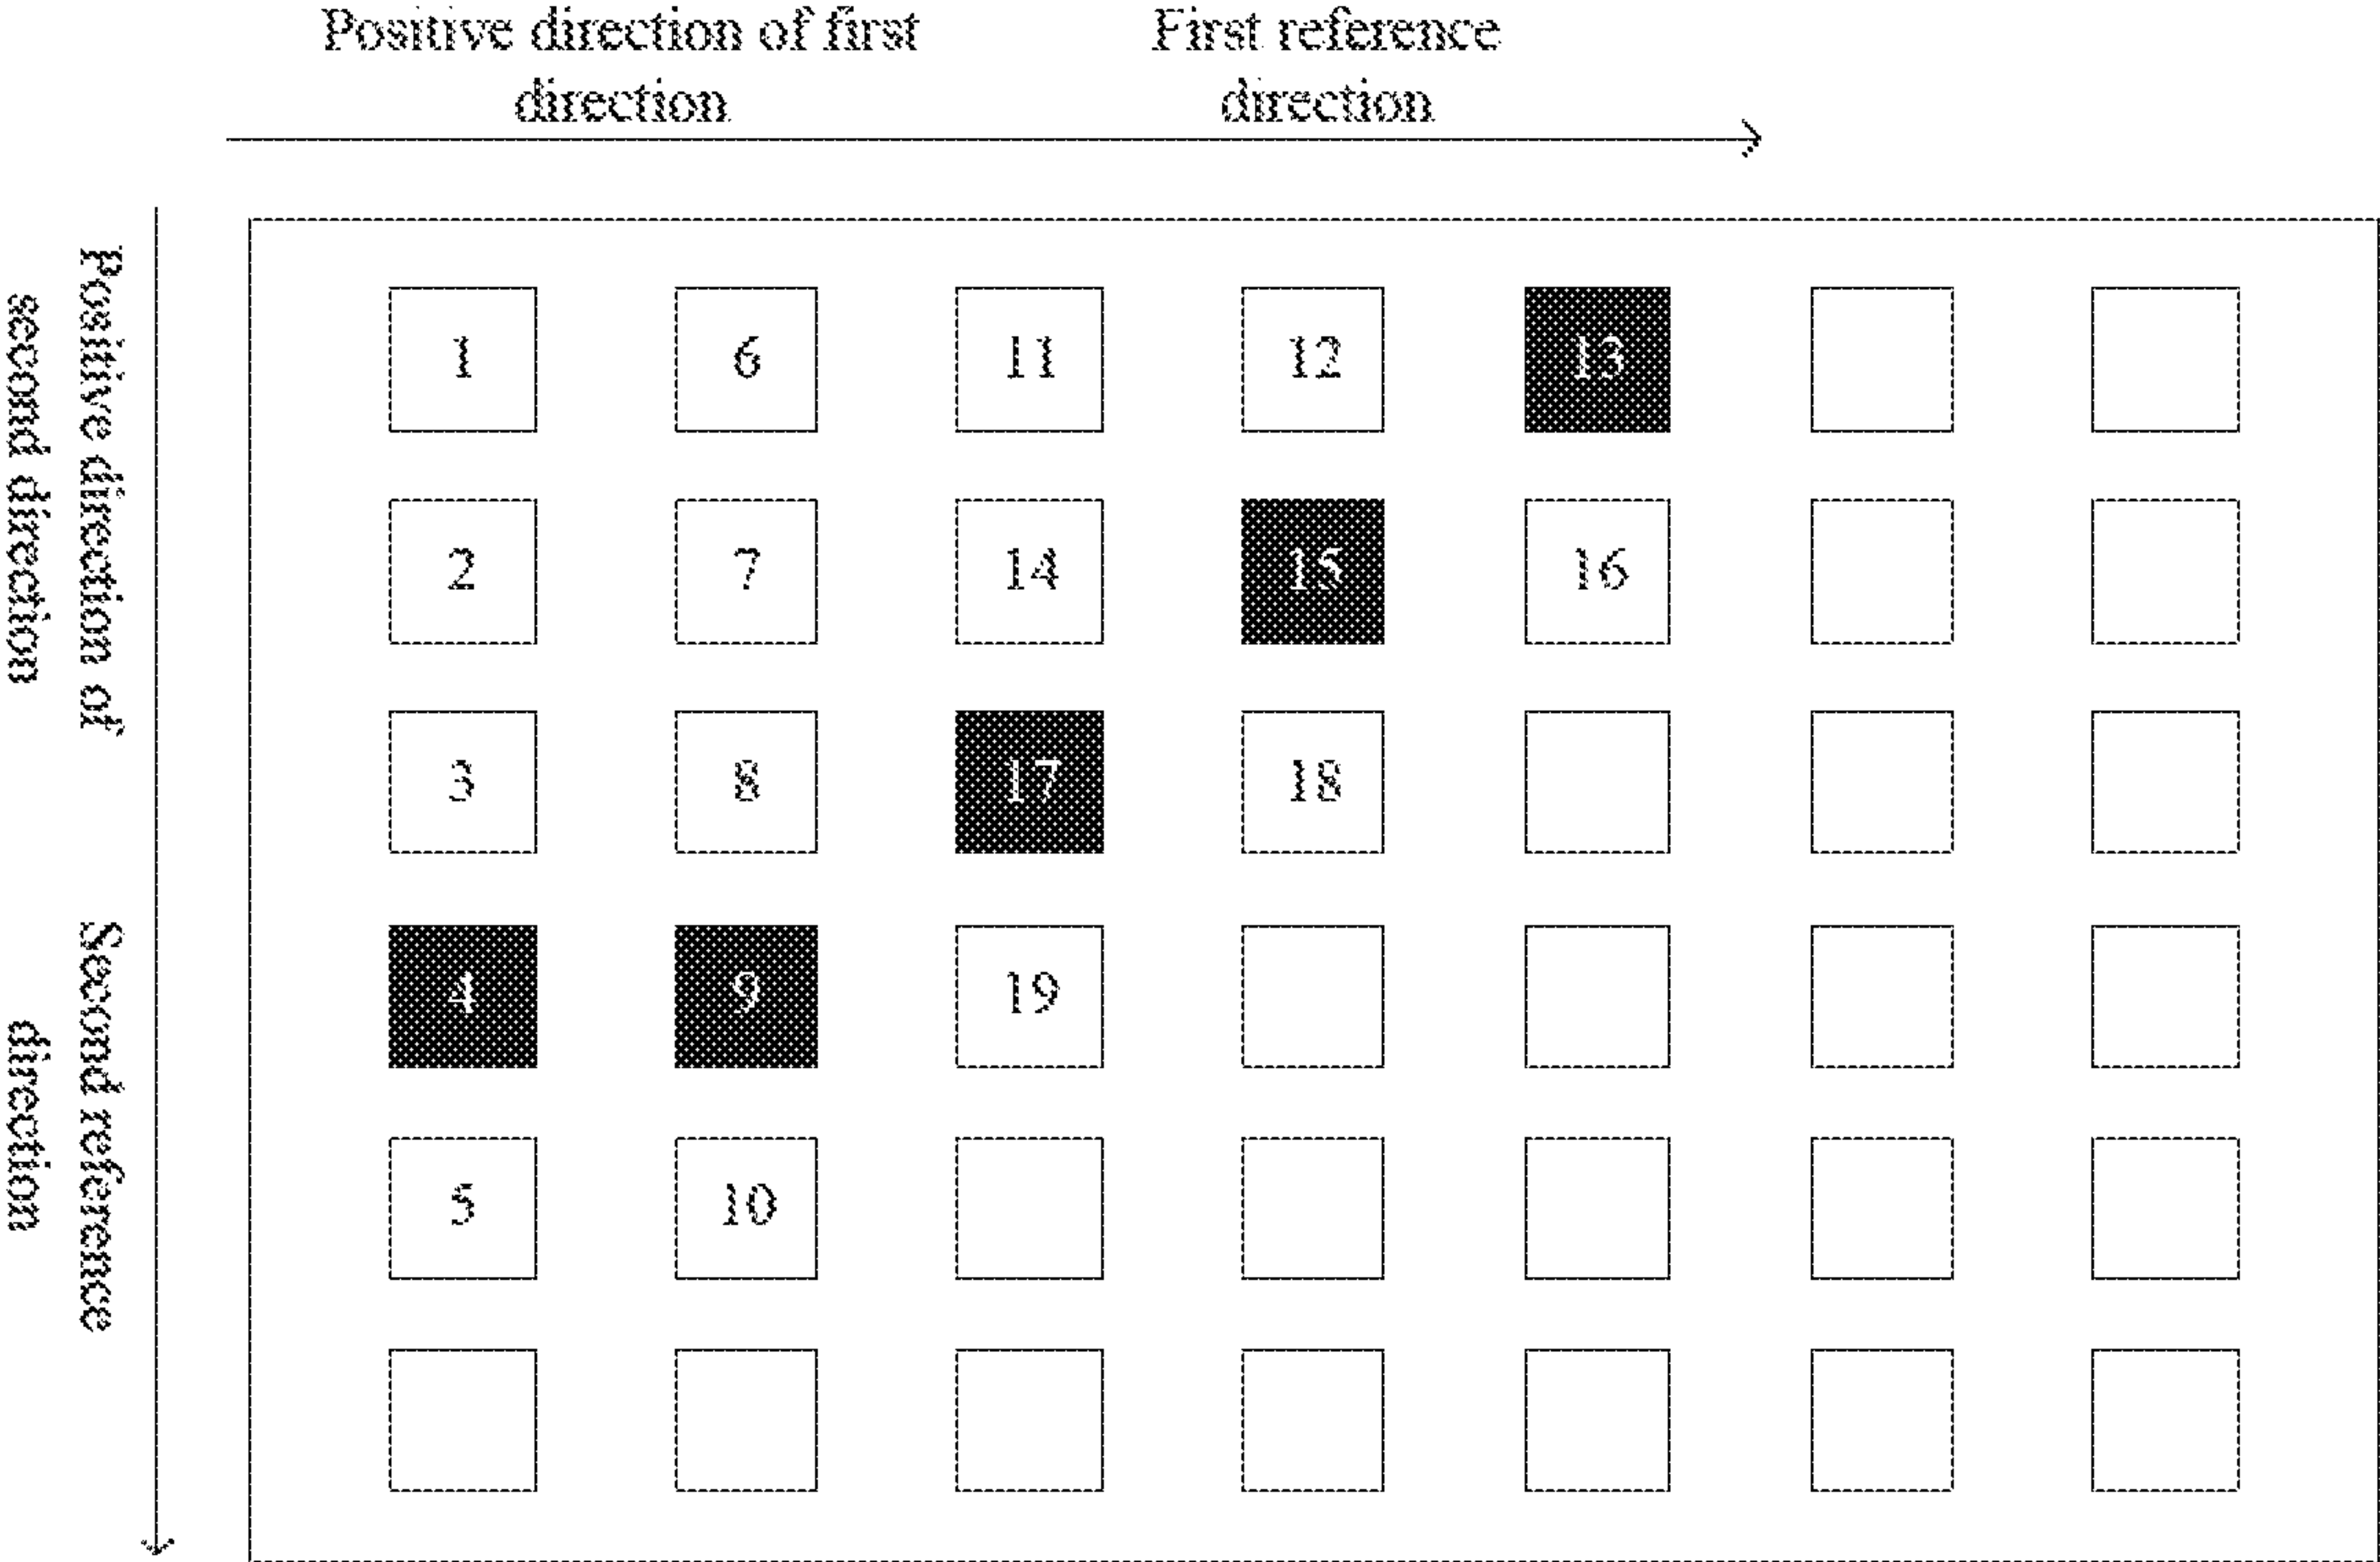 Positive direction of first
direction
First reference
direction
Positive direction of
second direction
Second reference
direction
1 6 11 12 13
2 7 14 15 16
3 8 17 18
4 9 19
5 10